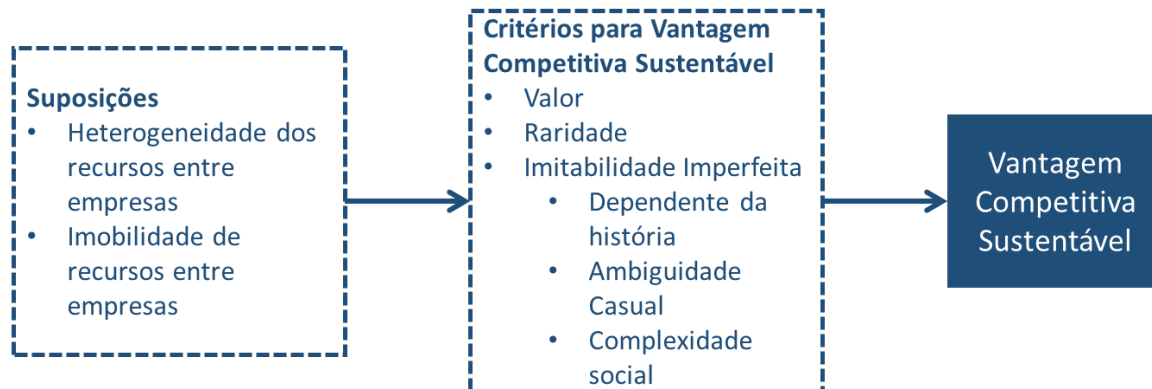 Suposições
• Heterogeneidade dos
recursos entre
empresas
• Imobilidade de
recursos entre
empresas
Critérios para Vantagem
Competitiva Sustentável
• Valor
• Raridade
• Imitabilidade Imperfeita
• Dependente da
história
• Ambiguidade
Casual
• Complexidade
social
Vantagem
Competitiva
Sustentável